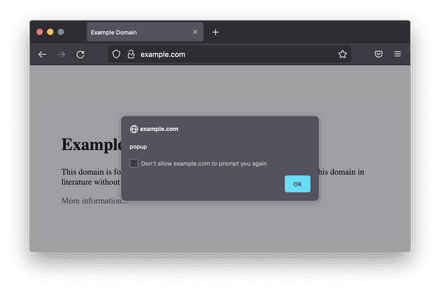 Example Domain
example.com
Example
example.com
popup
Don't allow example.com to prompt you again
OK
This domain is fo
his domain in
literature without
More information...